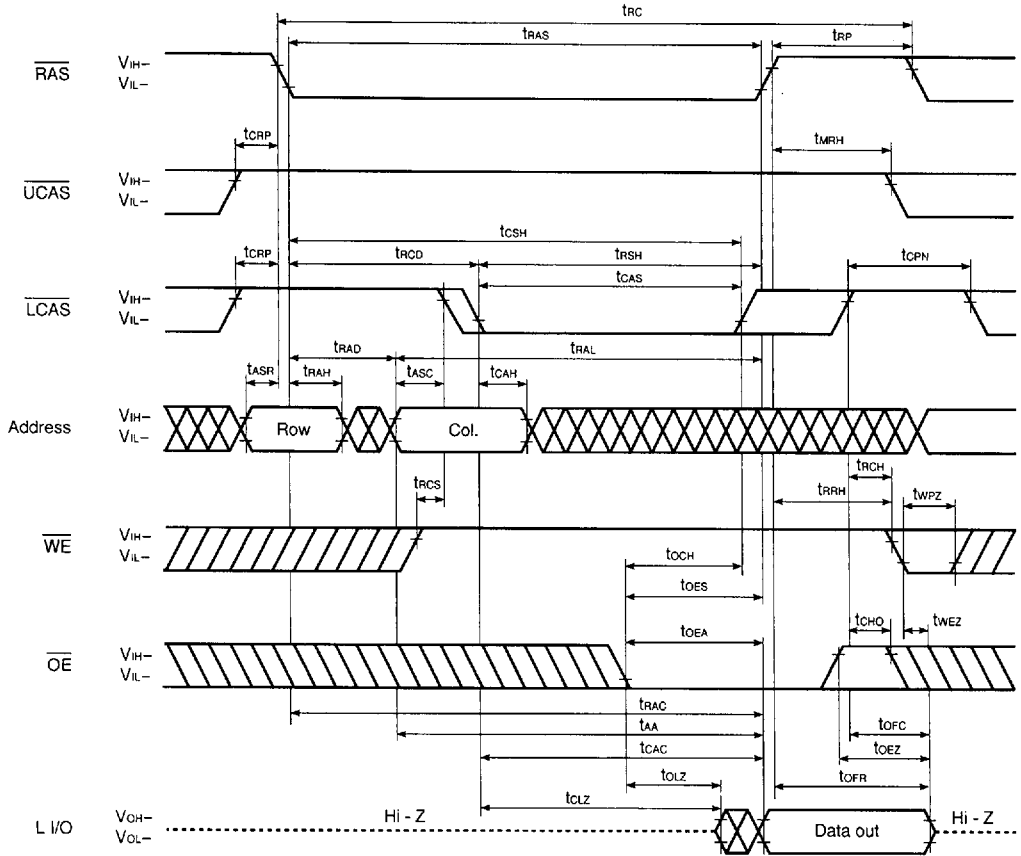 tRC
tRAS
tRP
RAS
VIH–
VIL–
tCRP
tMRH
UCAS
VIH–
VIL–
tCSH
tCRP
tRCD
tRSH
tCPN
tCAS
LCAS
VIH–
VIL–
tRAD
tRAL
tASR
tRAH
tASC
tCAH
Address
VIH–
VIL–
Row
Col.
tRCH
tRCS
tRRH
tWPZ
WE
VIH–
VIL–
tOCH
tOES
tCHO
tWEZ
tOEA
OE
VIH–
VIL–
tRAC
tAA
tOFC
tCAC
tOEZ
tOLZ
tOFR
tCLZ
L I/O
VOH–
VOL–
Hi - Z
Data out
Hi - Z